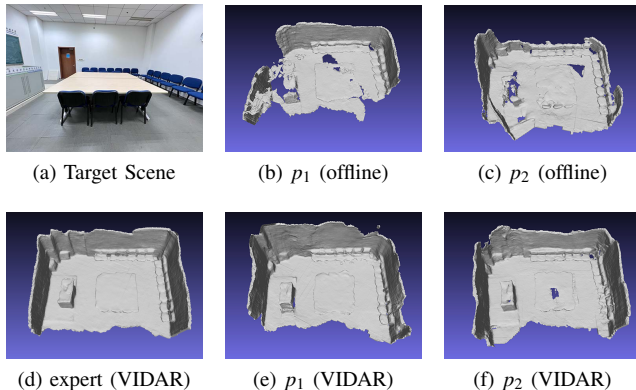 (a) Target Scene
(b) p₁ (offline)
(c) p₂ (offline)
(d) expert (VIDAR)
(e) p₁ (VIDAR)
(f) p₂ (VIDAR)